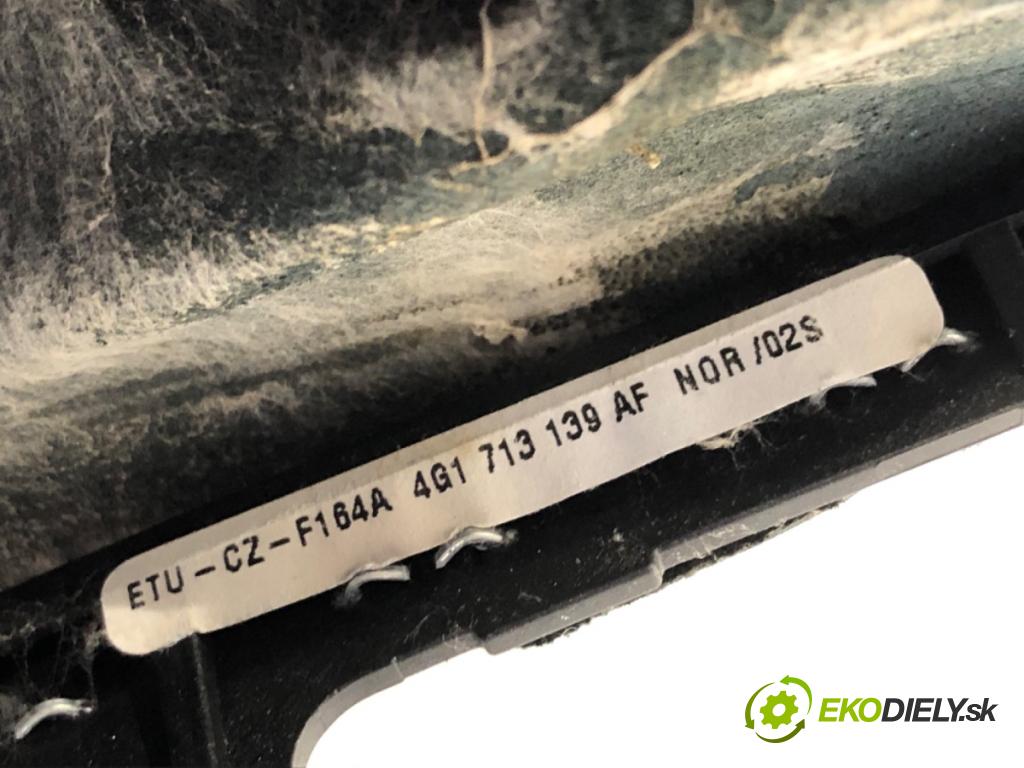 ETU-CZ-F164A 4G1 713 139 AF NOR /02S
EKODIELY.sk